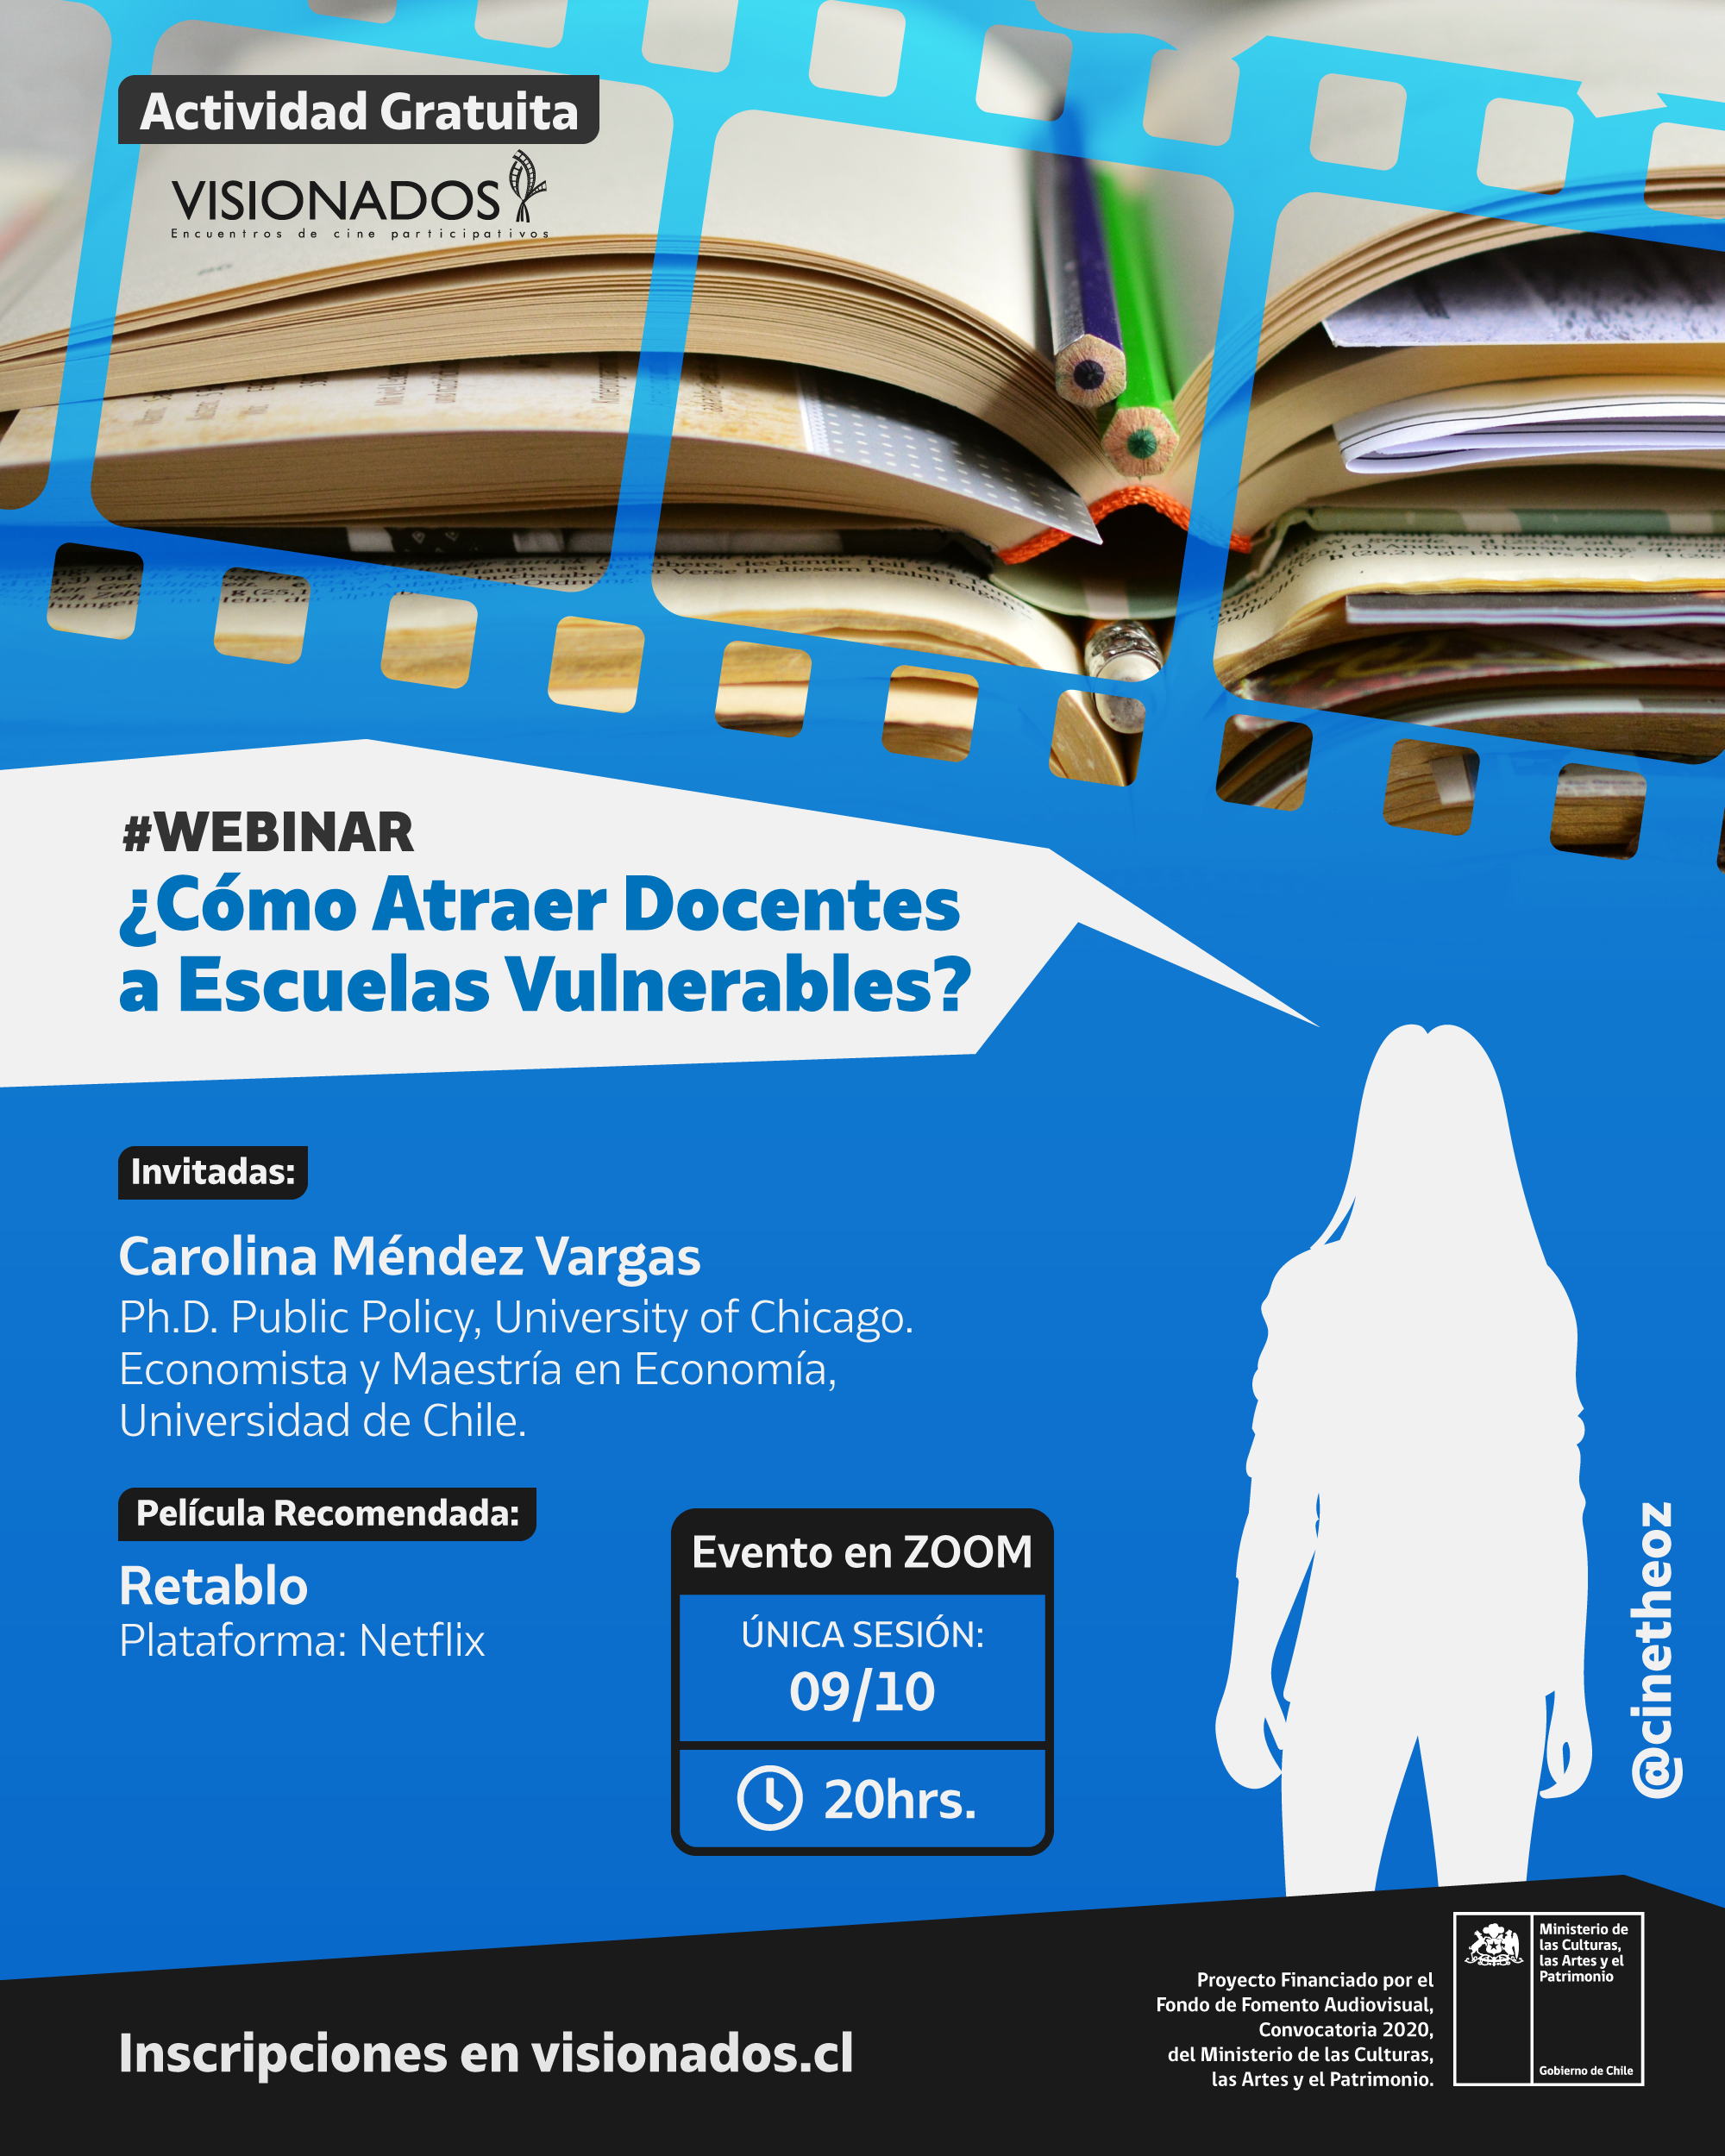 Actividad Gratuita
VISIONADOS
Encuentros de cine participativos
#WEBINAR
¿Cómo Atraer Docentes
a Escuelas Vulnerables?
Invitadas:
Carolina Méndez Vargas
Ph.D. Public Policy, University of Chicago.
Economista y Maestría en Economía,
Universidad de Chile.
Película Recomendada:
Retablo
Plataforma: Netflix
Evento en ZOOM
ÚNICA SESIÓN:
09/10
20hrs.
@cinetheoz
Inscripciones en visionados.cl
Proyecto Financiado por el
Fondo de Fomento Audiovisual,
Convocatoria 2020,
del Ministerio de las Culturas,
las Artes y el Patrimonio.
Ministerio de
las Culturas,
las Artes y el
Patrimonio
Gobierno de Chile